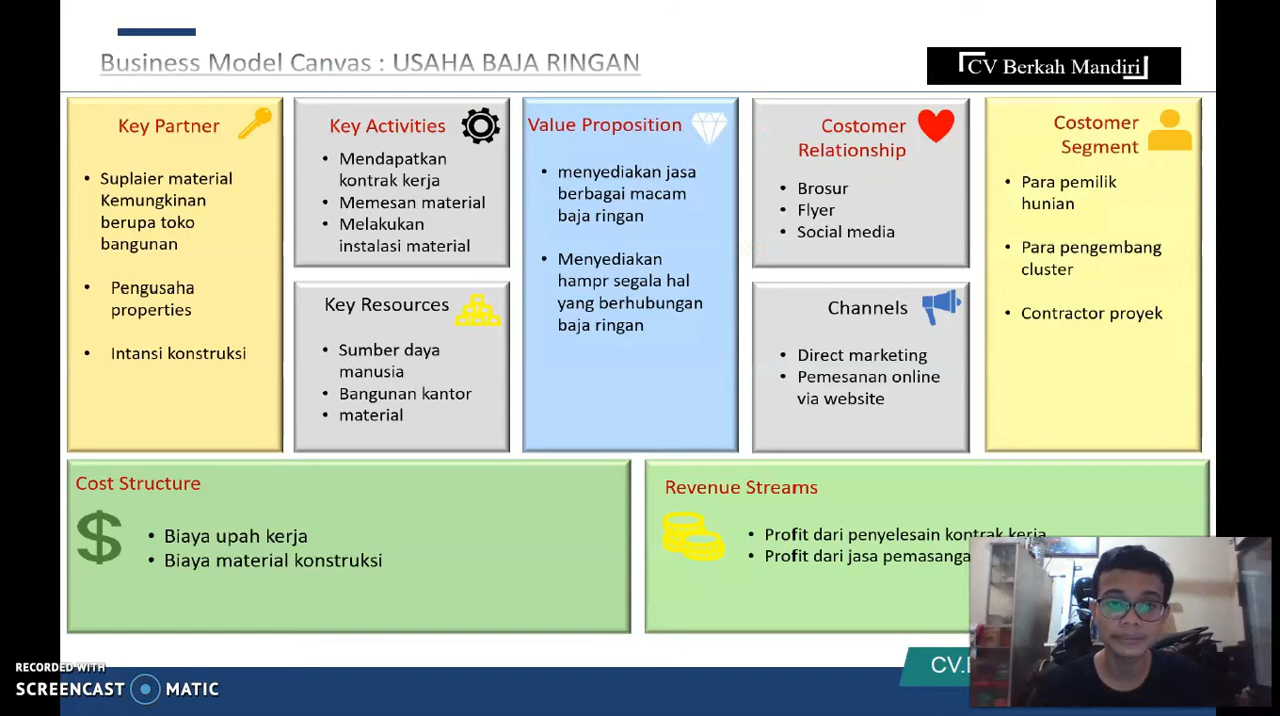 Business Model Canvas : USAHA BAJA RINGAN
CV Berkah Mandiri
Key Partner
• Suplaier material
Kemungkinan
berupa toko
bangunan
• Pengusaha
properties
• Intansi konstruksi
Key Activities
• Mendapatkan
kontrak kerja
• Memesan material
• Melakukan
instalasi material
Key Resources
• Sumber daya
manusia
• Bangunan kantor
• material
Value Proposition
• menyediakan jasa
berbagai macam
baja ringan
• Menyediakan
hampr segala hal
yang berhubungan
baja ringan
Costomer
Relationship
• Brosur
• Flyer
• Social media
Channels
• Direct marketing
• Pemesanan online
via website
Costomer
Segment
• Para pemilik
hunian
• Para pengembang
cluster
• Contractor proyek
Cost Structure
$
• Biaya upah kerja
• Biaya material konstruksi
Revenue Streams
• Profit dari penyelesain kontrak kerja
• Profit dari jasa
RECORDED WITH
SCREENCAST MATIC